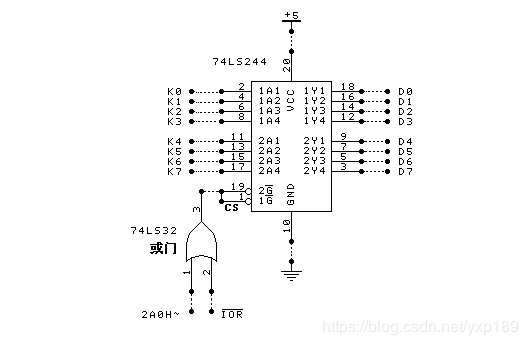 +5
20
74LS244
VCC
K0 2 1A1 1Y1 18 D0
K1 4 1A2 1Y2 16 D1
K2 6 1A3 1Y3 14 D2
K3 8 1A4 1Y4 12 D3
K4 11 2A1 2Y1 9 D4
K5 13 2A2 2Y2 7 D5
K6 15 2A3 2Y3 5 D6
K7 17 2A4 2Y4 3 D7
19 2G
1 1G
CS
GND
10
3
74LS32
或门
1 2
2A0H~ IOR
https://blog.csdn.net/yxp189